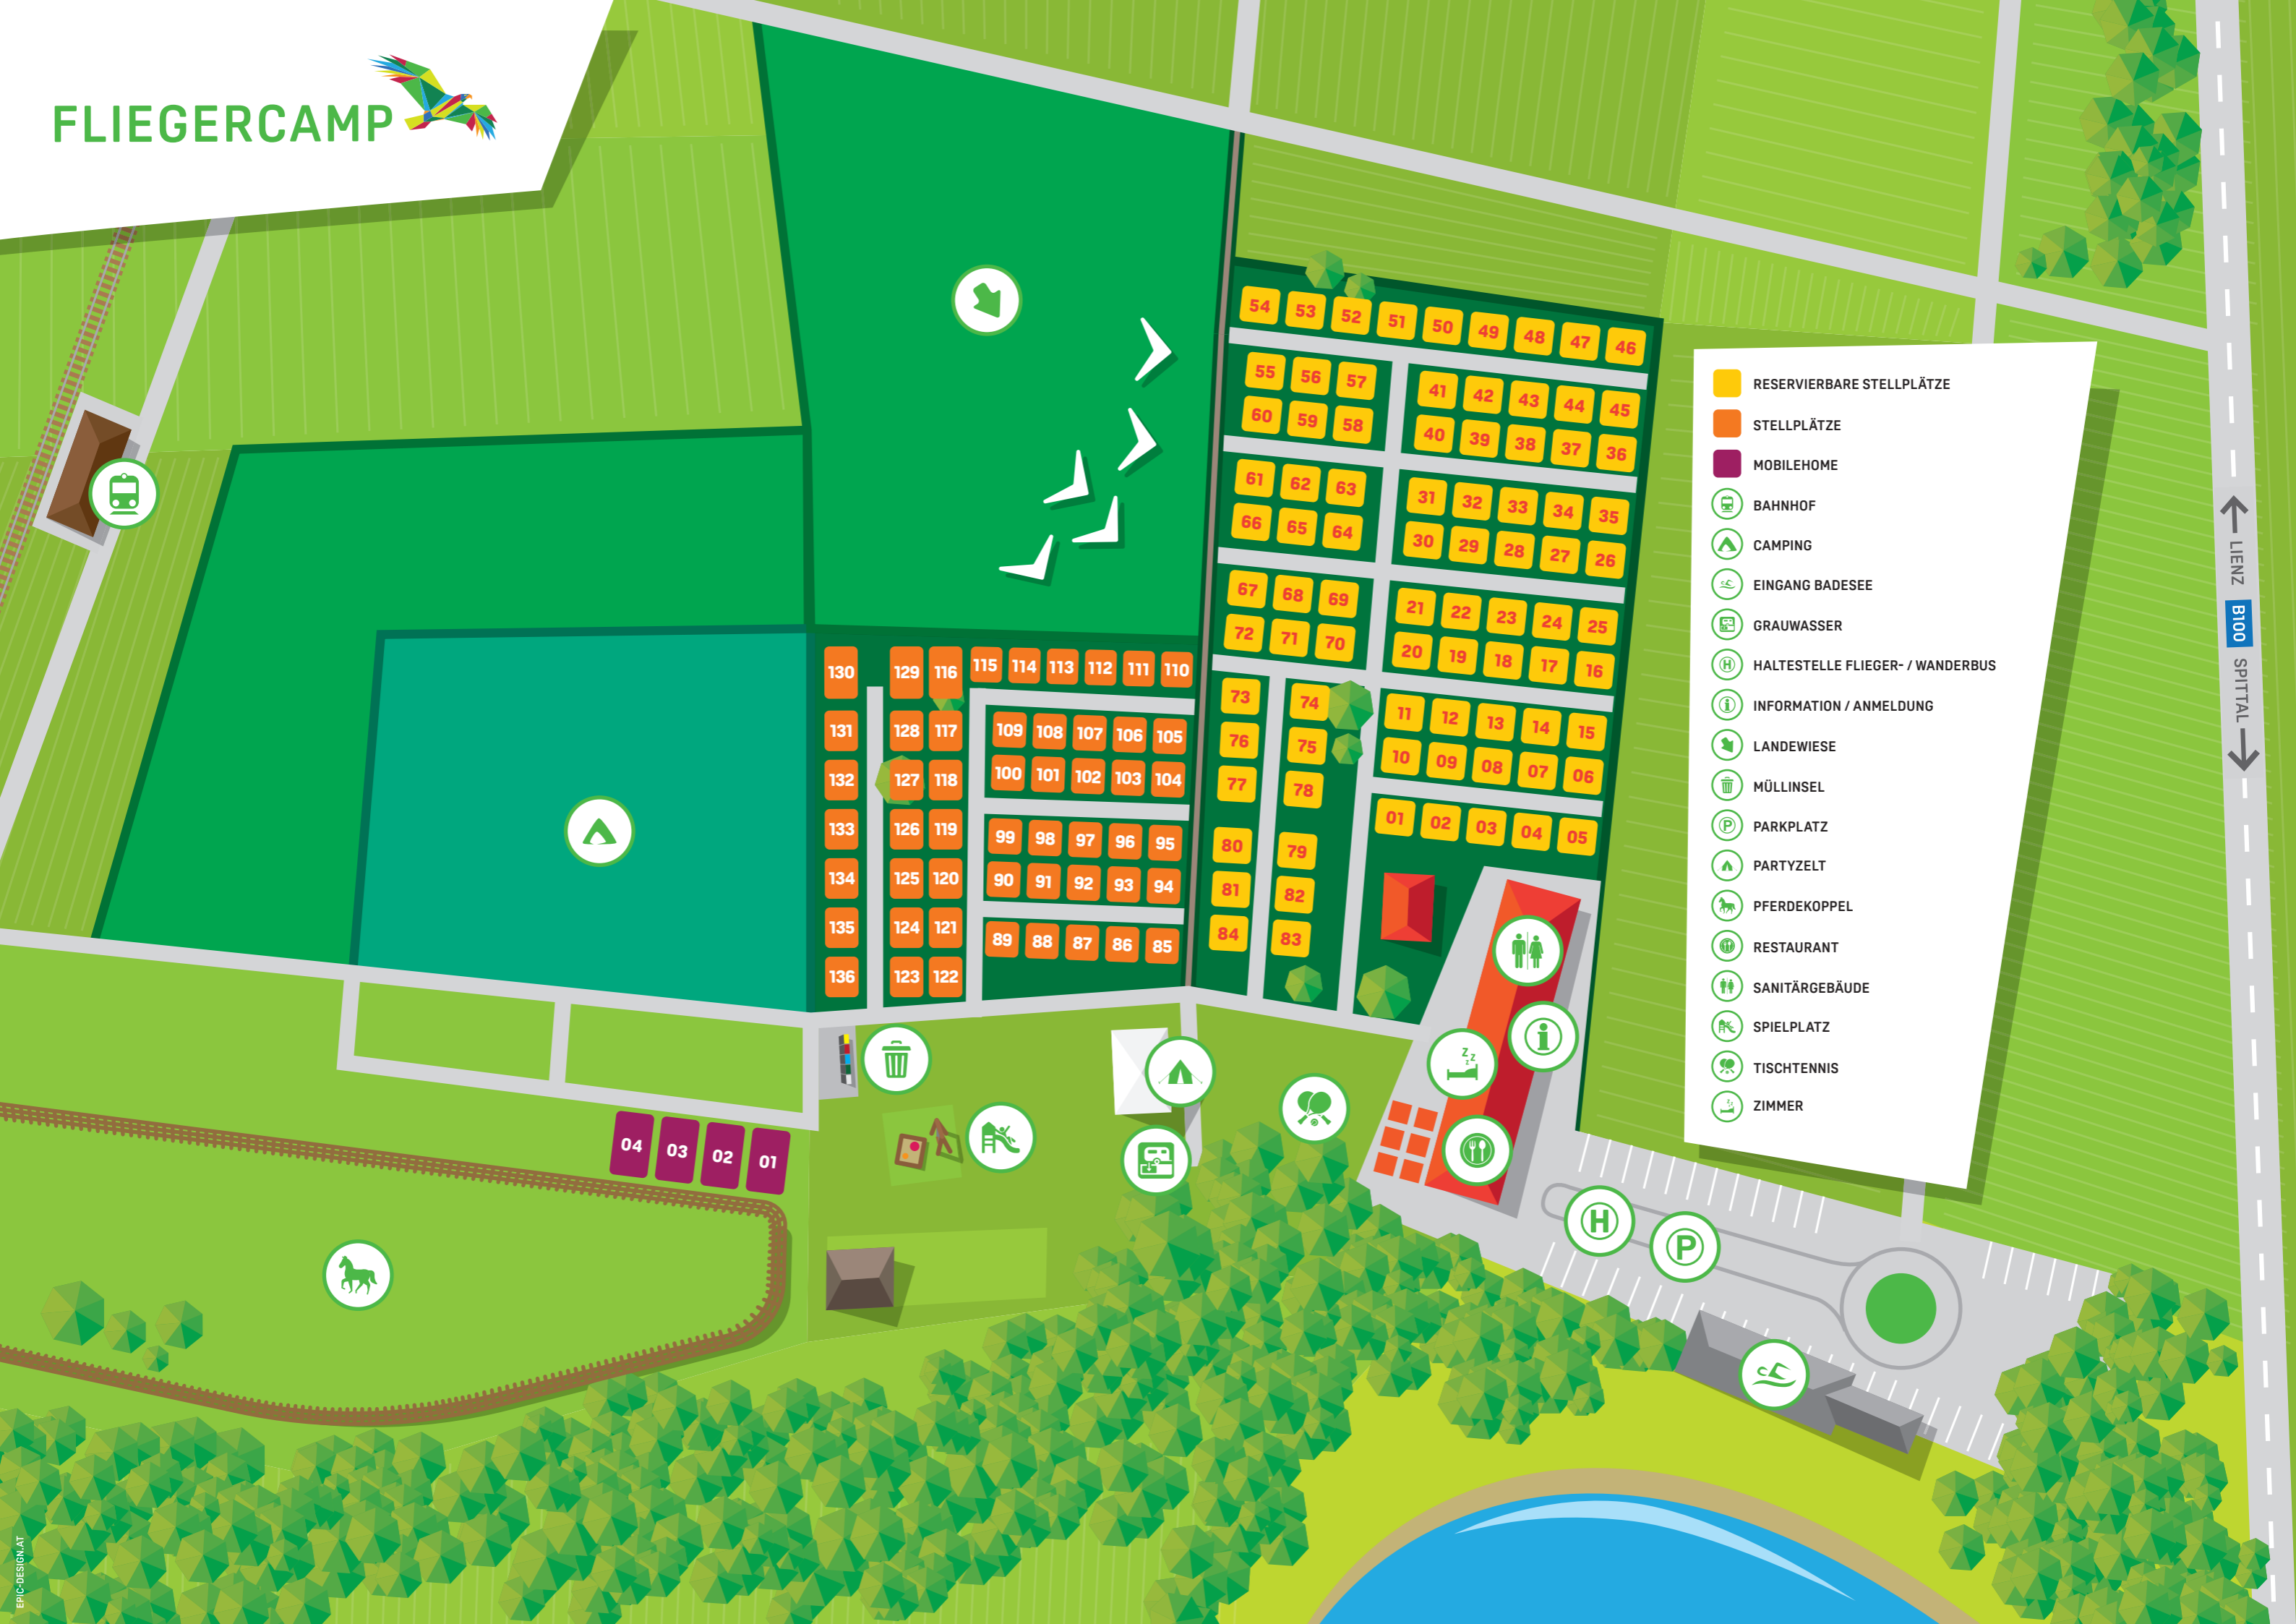 FLIEGERCAMP
54 53 52 51 50 49 48 47 46
55 56 57 41 42 43 44 45
60 59 58 40 39 38 37 36
61 62 63 31 32 33 34 35
66 65 64 30 29 28 27 26
67 68 69 21 22 23 24 25
72 71 70 20 19 18 17 16
73 74 11 12 13 14 15
76 75 10 09 08 07 06
77 78 01 02 03 04 05
80 79
81 82
84 83
130 129 116 115 114 113 112 111 110
131 128 117 109 108 107 106 105
132 127 118 100 101 102 103 104
133 126 119 99 98 97 96 95
134 125 120 90 91 92 93 94
135 124 121 89 88 87 86 85
136 123 122
04 03 02 01
RESERVIERBARE STELLPLÄTZE
STELLPLÄTZE
MOBILEHOME
BAHNHOF
CAMPING
EINGANG BADESEE
GRAUWASSER
H HALTESTELLE FLIEGER- / WANDERBUS
i INFORMATION / ANMELDUNG
LANDEWIESE
MÜLLINSEL
P PARKPLATZ
PARTYZELT
PFERDEKOPPEL
RESTAURANT
SANITÄRGEBÄUDE
SPIELPLATZ
TISCHTENNIS
zz ZIMMER
LIENZ
B100
SPITTAL
i
Z Z Z
H
P
EPIC-DESIGN.AT